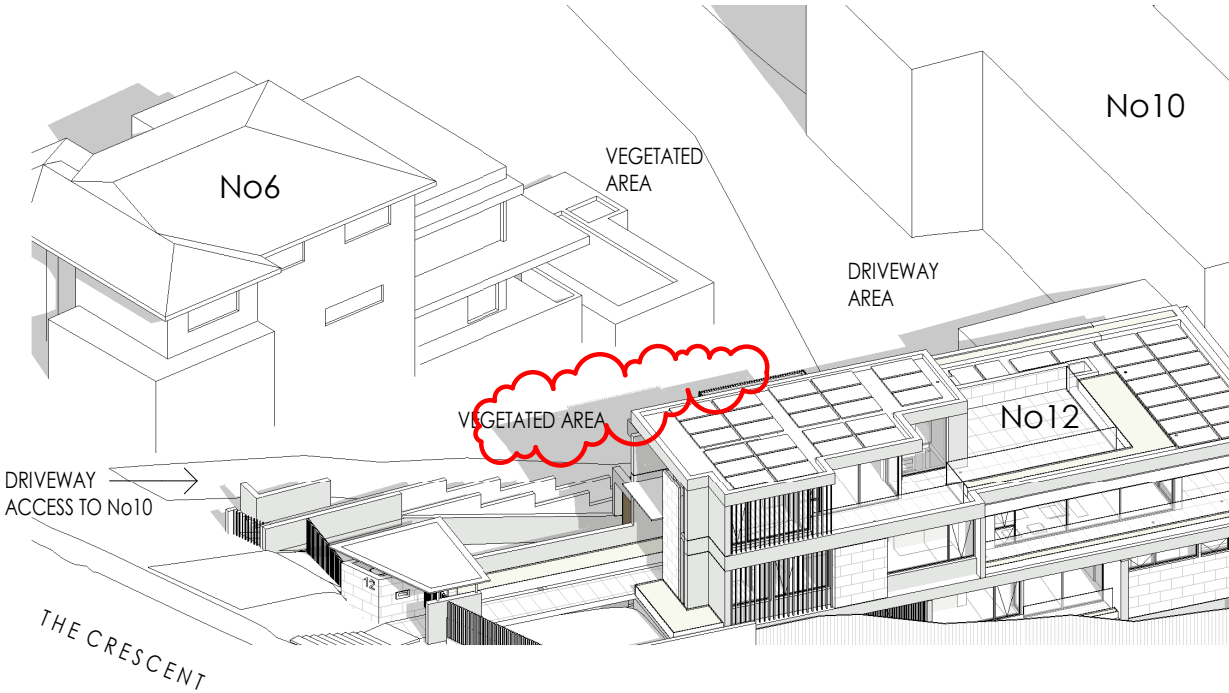 No10
VEGETATED
AREA
No6
DRIVEWAY
AREA
VEGETATED AREA
No12
DRIVEWAY
ACCESS TO No10
12
THE CRESCENT